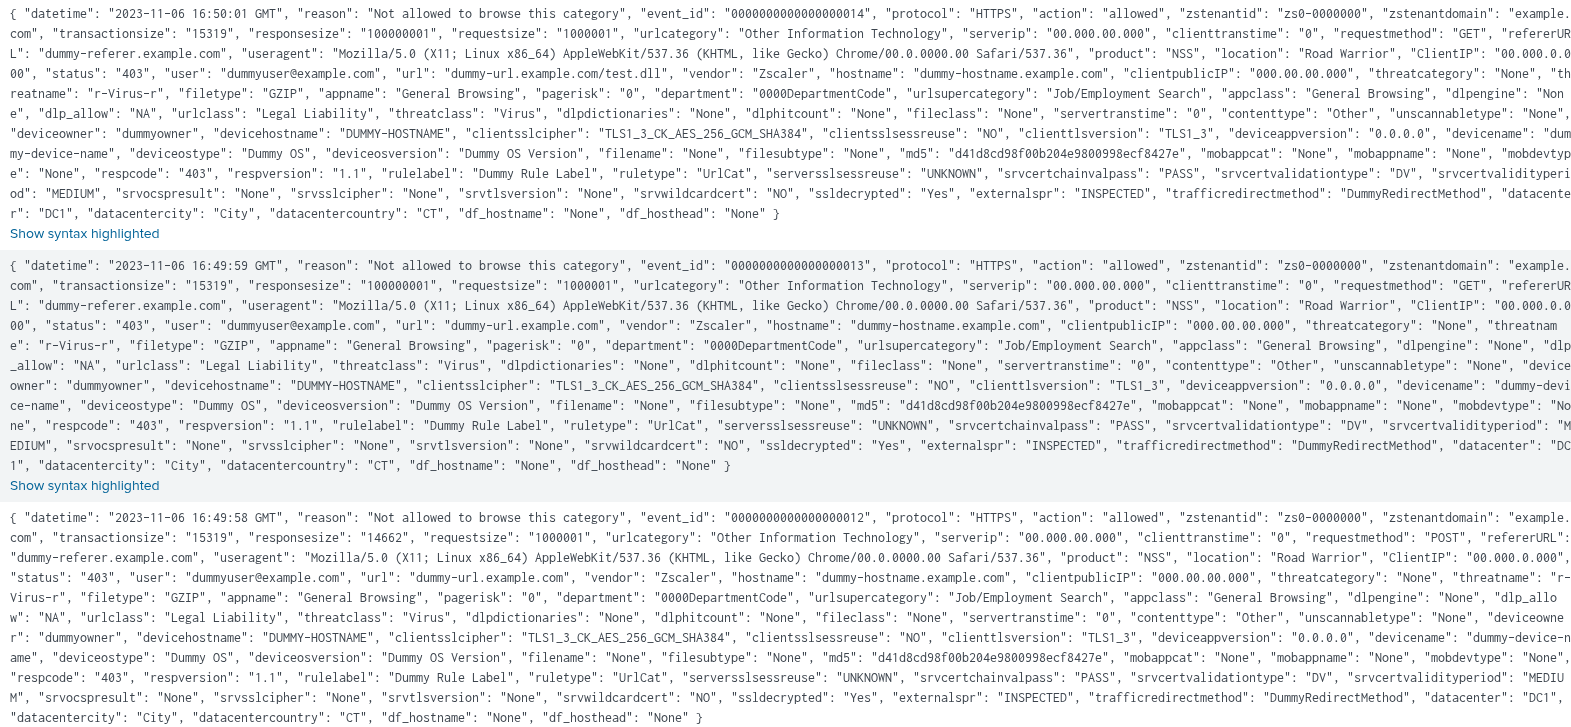 { "datetime": "2023-11-06 16:50:01 GMT", "reason": "Not allowed to browse this category", "event_id": "0000000000000000014", "protocol": "HTTPS", "action": "allowed", "zstenantid": "zs0-0000000", "zstenantdomain": "example.
com", "transactionsize": "15319", "responsesize": "100000001", "requestsize": "1000001", "urlcategory": "Other Information Technology", "serverip": "00.000.00.000", "clienttranstime": "0", "requestmethod": "GET", "refererUR
L": "dummy-referer.example.com", "useragent": "Mozilla/5.0 (X11; Linux x86_64) AppleWebKit/537.36 (KHTML, like Gecko) Chrome/00.0.0000.00 Safari/537.36", "product": "NSS", "location": "Road Warrior", "ClientIP": "00.000.0.0
00", "status": "403", "user": "dummyuser@example.com", "url": "dummy-url.example.com/test.dll", "vendor": "Zscaler", "hostname": "dummy-hostname.example.com", "clientpublicIP": "000.00.00.000", "threatcategory": "None", "th
reatname": "r-Virus-r", "filetype": "GZIP", "appname": "General Browsing", "pagerisk": "0", "department": "0000DepartmentCode", "urlsupercategory": "Job/Employment Search", "appclass": "General Browsing", "dlpengine": "Non
e", "dlp_allow": "NA", "urlclass": "Legal Liability", "threatclass": "Virus", "dlpdictionaries": "None", "dlphitcount": "None", "fileclass": "None", "servertranstime": "0", "contenttype": "Other", "unscannabletype": "None",
"deviceowner": "dummyowner", "devicehostname": "DUMMY-HOSTNAME", "clientsslcipher": "TLS1_3_CK_AES_256_GCM_SHA384", "clientsslsessreuse": "NO", "clienttlsversion": "TLS1_3", "deviceappversion": "0.0.0.0", "devicename": "dum
my-device-name", "deviceostype": "Dummy OS", "deviceosversion": "Dummy OS Version", "filename": "None", "filesubtype": "None", "md5": "d41d8cd98f00b204e9800998ecf8427e", "mobappcat": "None", "mobappname": "None", "mobdevtyp
e": "None", "respcode": "403", "respversion": "1.1", "rulelabel": "Dummy Rule Label", "ruletype": "UrlCat", "serversslsessreuse": "UNKNOWN", "srvcertchainvalpass": "PASS", "srvcertvalidationtype": "DV", "srvcertvalidityperi
od": "MEDIUM", "srvocspresult": "None", "srvsslcipher": "None", "srvtlsversion": "None", "srvwildcardcert": "NO", "ssldecrypted": "Yes", "externalspr": "INSPECTED", "trafficredirectmethod": "DummyRedirectMethod", "datacente
r": "DC1", "datacentercity": "City", "datacentercountry": "CT", "df_hostname": "None", "df_hosthead": "None" }
Show syntax highlighted
{ "datetime": "2023-11-06 16:49:59 GMT", "reason": "Not allowed to browse this category", "event_id": "0000000000000000013", "protocol": "HTTPS", "action": "allowed", "zstenantid": "zs0-0000000", "zstenantdomain": "example.
com", "transactionsize": "15319", "responsesize": "100000001", "requestsize": "1000001", "urlcategory": "Other Information Technology", "serverip": "00.000.00.000", "clienttranstime": "0", "requestmethod": "GET", "refererUR
L": "dummy-referer.example.com", "useragent": "Mozilla/5.0 (X11; Linux x86_64) AppleWebKit/537.36 (KHTML, like Gecko) Chrome/00.0.0000.00 Safari/537.36", "product": "NSS", "location": "Road Warrior", "ClientIP": "00.000.0.0
00", "status": "403", "user": "dummyuser@example.com", "url": "dummy-url.example.com", "vendor": "Zscaler", "hostname": "dummy-hostname.example.com", "clientpublicIP": "000.00.00.000", "threatcategory": "None", "threatnam
e": "r-Virus-r", "filetype": "GZIP", "appname": "General Browsing", "pagerisk": "0", "department": "0000DepartmentCode", "urlsupercategory": "Job/Employment Search", "appclass": "General Browsing", "dlpengine": "None", "dlp
_allow": "NA", "urlclass": "Legal Liability", "threatclass": "Virus", "dlpdictionaries": "None", "dlphitcount": "None", "fileclass": "None", "servertranstime": "0", "contenttype": "Other", "unscannabletype": "None", "device
owner": "dummyowner", "devicehostname": "DUMMY-HOSTNAME", "clientsslcipher": "TLS1_3_CK_AES_256_GCM_SHA384", "clientsslsessreuse": "NO", "clienttlsversion": "TLS1_3", "deviceappversion": "0.0.0.0", "devicename": "dummy-devi
ce-name", "deviceostype": "Dummy OS", "deviceosversion": "Dummy OS Version", "filename": "None", "filesubtype": "None", "md5": "d41d8cd98f00b204e9800998ecf8427e", "mobappcat": "None", "mobappname": "None", "mobdevtype": "No
ne", "respcode": "403", "respversion": "1.1", "rulelabel": "Dummy Rule Label", "ruletype": "UrlCat", "serversslsessreuse": "UNKNOWN", "srvcertchainvalpass": "PASS", "srvcertvalidationtype": "DV", "srvcertvalidityperiod": "M
EDIUM", "srvocspresult": "None", "srvsslcipher": "None", "srvtlsversion": "None", "srvwildcardcert": "NO", "ssldecrypted": "Yes", "externalspr": "INSPECTED", "trafficredirectmethod": "DummyRedirectMethod", "datacenter": "DC
1", "datacentercity": "City", "datacentercountry": "CT", "df_hostname": "None", "df_hosthead": "None" }
Show syntax highlighted
{ "datetime": "2023-11-06 16:49:58 GMT", "reason": "Not allowed to browse this category", "event_id": "0000000000000000012", "protocol": "HTTPS", "action": "allowed", "zstenantid": "zs0-0000000", "zstenantdomain": "example.
com", "transactionsize": "15319", "responsesize": "14662", "requestsize": "1000001", "urlcategory": "Other Information Technology", "serverip": "00.000.00.000", "clienttranstime": "0", "requestmethod": "POST", "refererURL":
"dummy-referer.example.com", "useragent": "Mozilla/5.0 (X11; Linux x86_64) AppleWebKit/537.36 (KHTML, like Gecko) Chrome/00.0.0000.00 Safari/537.36", "product": "NSS", "location": "Road Warrior", "ClientIP": "00.000.0.000",
"status": "403", "user": "dummyuser@example.com", "url": "dummy-url.example.com", "vendor": "Zscaler", "hostname": "dummy-hostname.example.com", "clientpublicIP": "000.00.00.000", "threatcategory": "None", "threatname": "r-
Virus-r", "filetype": "GZIP", "appname": "General Browsing", "pagerisk": "0", "department": "0000DepartmentCode", "urlsupercategory": "Job/Employment Search", "appclass": "General Browsing", "dlpengine": "None", "dlp_allo
w": "NA", "urlclass": "Legal Liability", "threatclass": "Virus", "dlpdictionaries": "None", "dlphitcount": "None", "fileclass": "None", "servertranstime": "0", "contenttype": "Other", "unscannabletype": "None", "deviceowne
r": "dummyowner", "devicehostname": "DUMMY-HOSTNAME", "clientsslcipher": "TLS1_3_CK_AES_256_GCM_SHA384", "clientsslsessreuse": "NO", "clienttlsversion": "TLS1_3", "deviceappversion": "0.0.0.0", "devicename": "dummy-device-n
ame", "deviceostype": "Dummy OS", "deviceosversion": "Dummy OS Version", "filename": "None", "filesubtype": "None", "md5": "d41d8cd98f00b204e9800998ecf8427e", "mobappcat": "None", "mobappname": "None", "mobdevtype": "None",
"respcode": "403", "respversion": "1.1", "rulelabel": "Dummy Rule Label", "ruletype": "UrlCat", "serversslsessreuse": "UNKNOWN", "srvcertchainvalpass": "PASS", "srvcertvalidationtype": "DV", "srvcertvalidityperiod": "MEDIU
M", "srvocspresult": "None", "srvsslcipher": "None", "srvtlsversion": "None", "srvwildcardcert": "NO", "ssldecrypted": "Yes", "externalspr": "INSPECTED", "trafficredirectmethod": "DummyRedirectMethod", "datacenter": "DC1",
"datacentercity": "City", "datacentercountry": "CT", "df_hostname": "None", "df_hosthead": "None" }